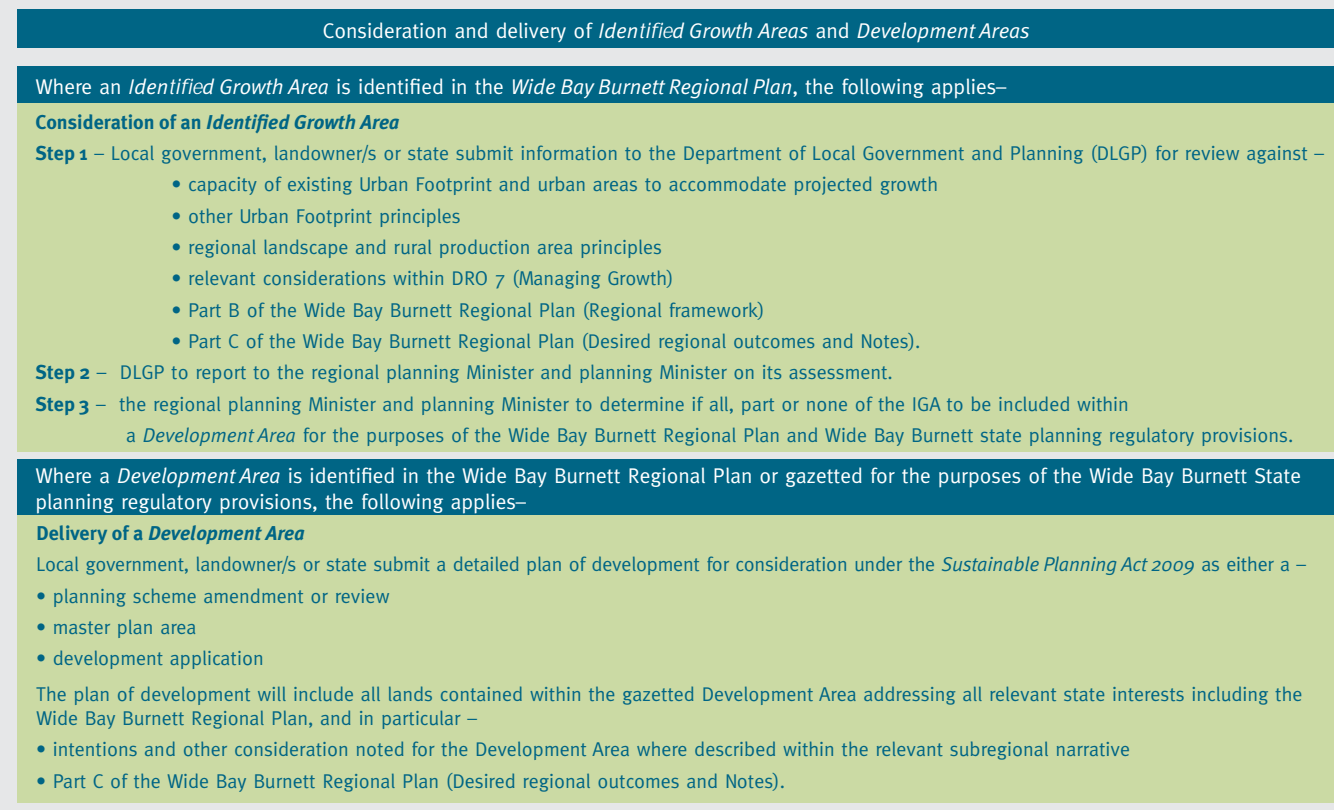 Consideration and delivery of Identified Growth Areas and Development Areas
Where an Identified Growth Area is identified in the Wide Bay Burnett Regional Plan, the following applies–
Consideration of an Identified Growth Area
Step 1 – Local government, landowner/s or state submit information to the Department of Local Government and Planning (DLGP) for review against –
• capacity of existing Urban Footprint and urban areas to accommodate projected growth
• other Urban Footprint principles
• regional landscape and rural production area principles
• relevant considerations within DRO 7 (Managing Growth)
• Part B of the Wide Bay Burnett Regional Plan (Regional framework)
• Part C of the Wide Bay Burnett Regional Plan (Desired regional outcomes and Notes).
Step 2 – DLGP to report to the regional planning Minister and planning Minister on its assessment.
Step 3 – the regional planning Minister and planning Minister to determine if all, part or none of the IGA to be included within
a Development Area for the purposes of the Wide Bay Burnett Regional Plan and Wide Bay Burnett state planning regulatory provisions.
Where a Development Area is identified in the Wide Bay Burnett Regional Plan or gazetted for the purposes of the Wide Bay Burnett State
planning regulatory provisions, the following applies–
Delivery of a Development Area
Local government, landowner/s or state submit a detailed plan of development for consideration under the Sustainable Planning Act 2009 as either a –
• planning scheme amendment or review
• master plan area
• development application
The plan of development will include all lands contained within the gazetted Development Area addressing all relevant state interests including the
Wide Bay Burnett Regional Plan, and in particular –
• intentions and other consideration noted for the Development Area where described within the relevant subregional narrative
• Part C of the Wide Bay Burnett Regional Plan (Desired regional outcomes and Notes).